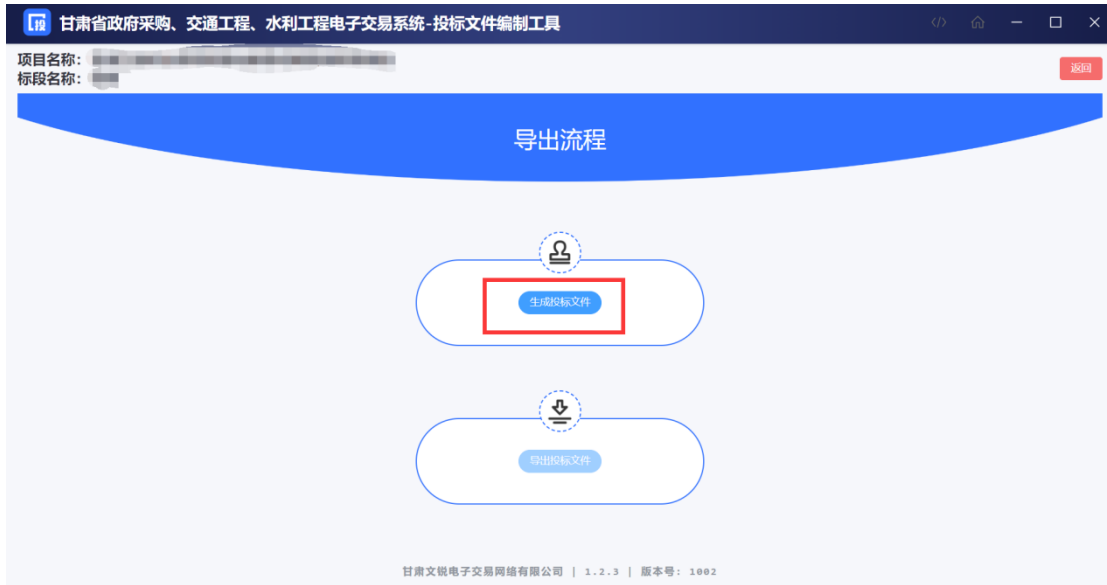 投 甘肃省政府采购、交通工程、水利工程电子交易系统-投标文件编制工具
项目名称：
标段名称：
返回
导出流程
生成投标文件
导出投标文件
甘肃文锐电子交易网络有限公司 | 1.2.3 | 版本号: 1002